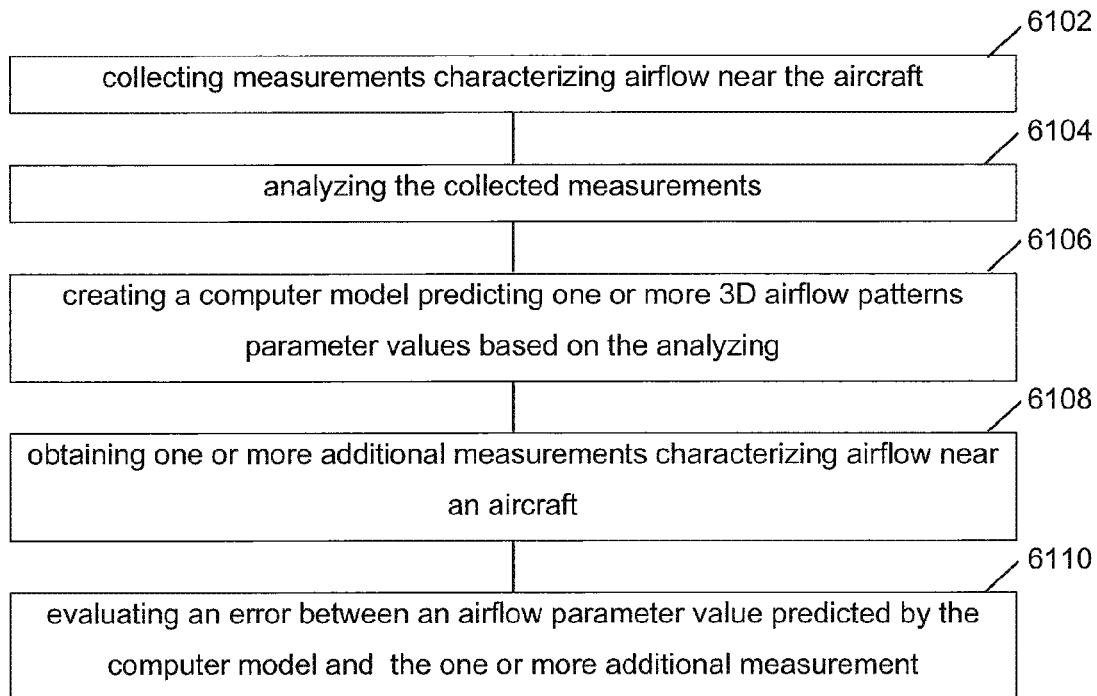 6102
collecting measurements characterizing airflow near the aircraft
6104
analyzing the collected measurements
6106
creating a computer model predicting one or more 3D airflow patterns
parameter values based on the analyzing
6108
obtaining one or more additional measurements characterizing airflow near
an aircraft
6110
evaluating an error between an airflow parameter value predicted by the
computer model and the one or more additional measurement